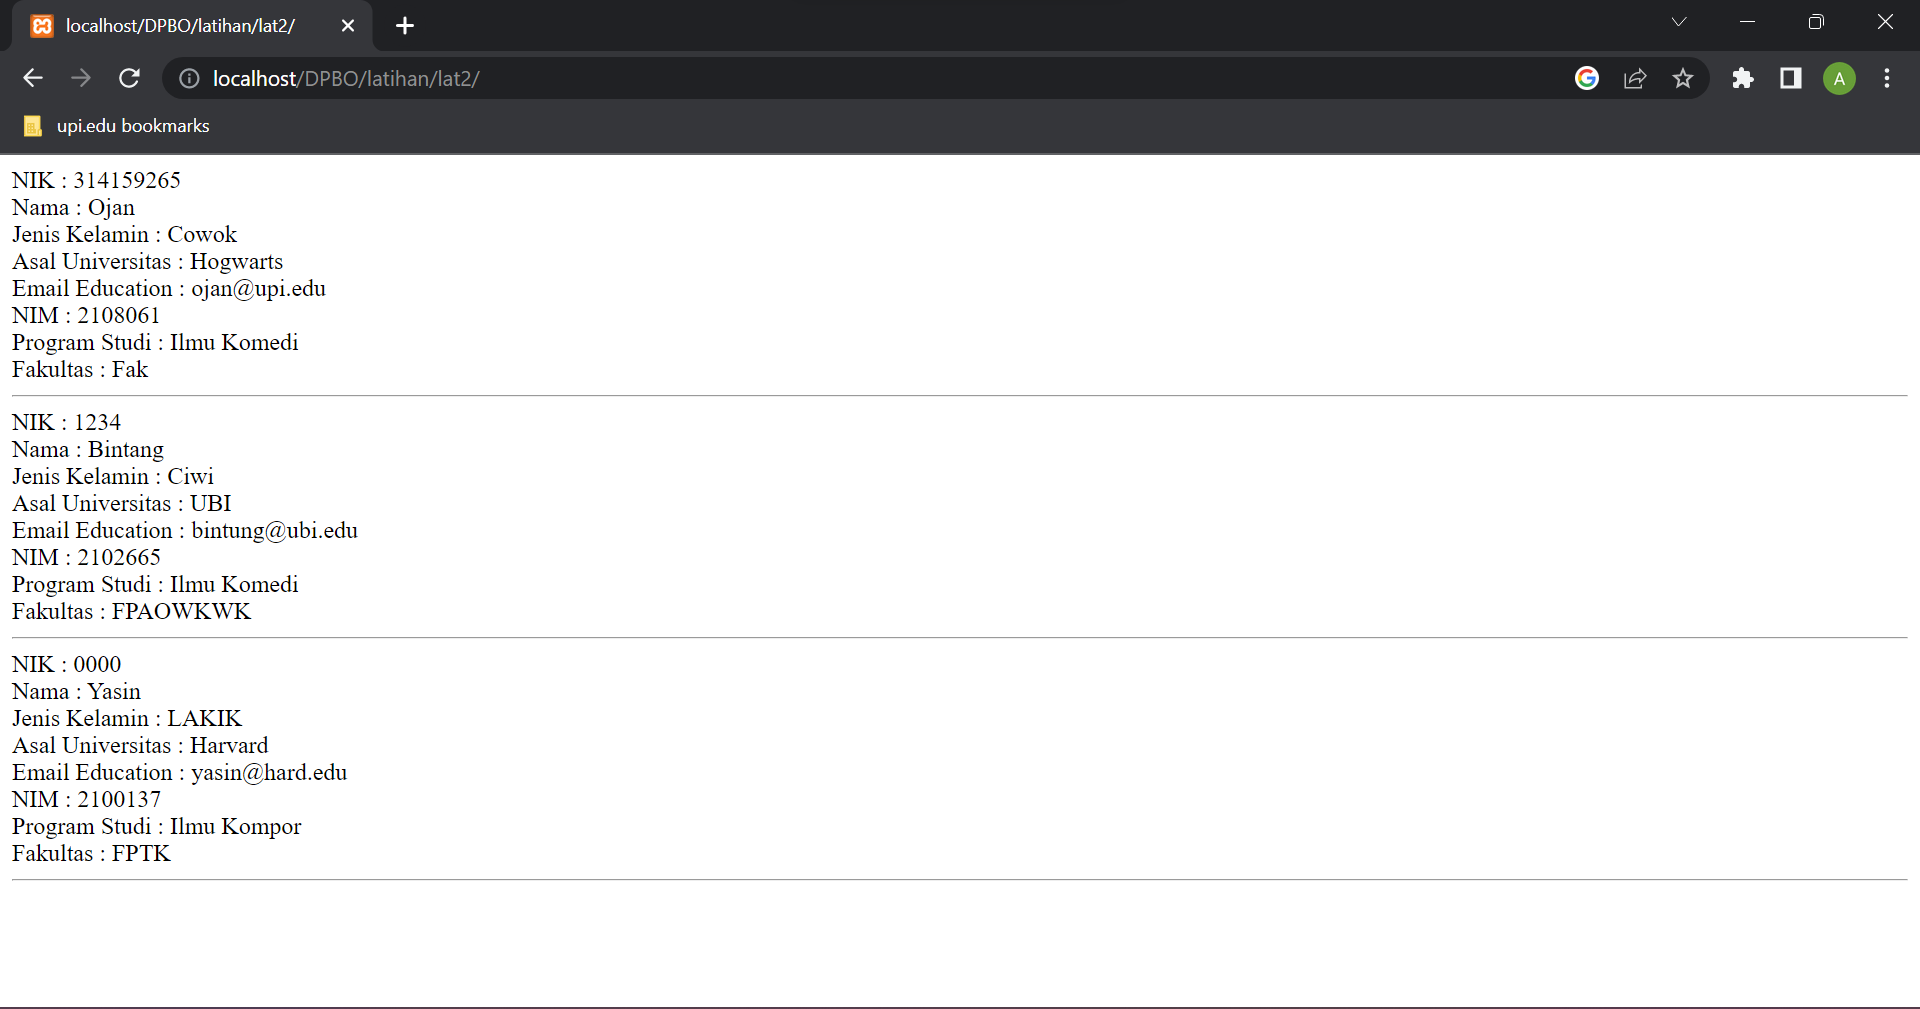 localhost/DPBO/latihan/lat2/
localhost/DPBO/latihan/lat2/
A
upi.edu bookmarks
NIK : 314159265
Nama : Ojan
Jenis Kelamin : Cowok
Asal Universitas : Hogwarts
Email Education : ojan@upi.edu
NIM : 2108061
Program Studi : Ilmu Komedi
Fakultas : Fak
NIK : 1234
Nama : Bintang
Jenis Kelamin : Ciwi
Asal Universitas : UBI
Email Education : bintung@ubi.edu
NIM : 2102665
Program Studi : Ilmu Komedi
Fakultas : FPAOWKWK
NIK : 0000
Nama : Yasin
Jenis Kelamin : LAKIK
Asal Universitas : Harvard
Email Education : yasin@hard.edu
NIM : 2100137
Program Studi : Ilmu Kompor
Fakultas : FPTK